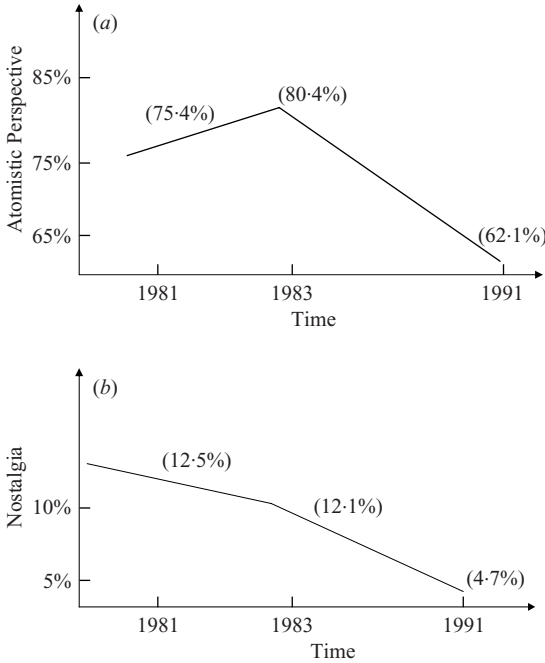 (a)
Atomistic Perspective
85%
75%
65%
(75·4%)
(80·4%)
(62·1%)
1981 1983 1991
Time
(b)
Nostalgia
10%
5%
(12·5%)
(12·1%)
(4·7%)
1981 1983 1991
Time